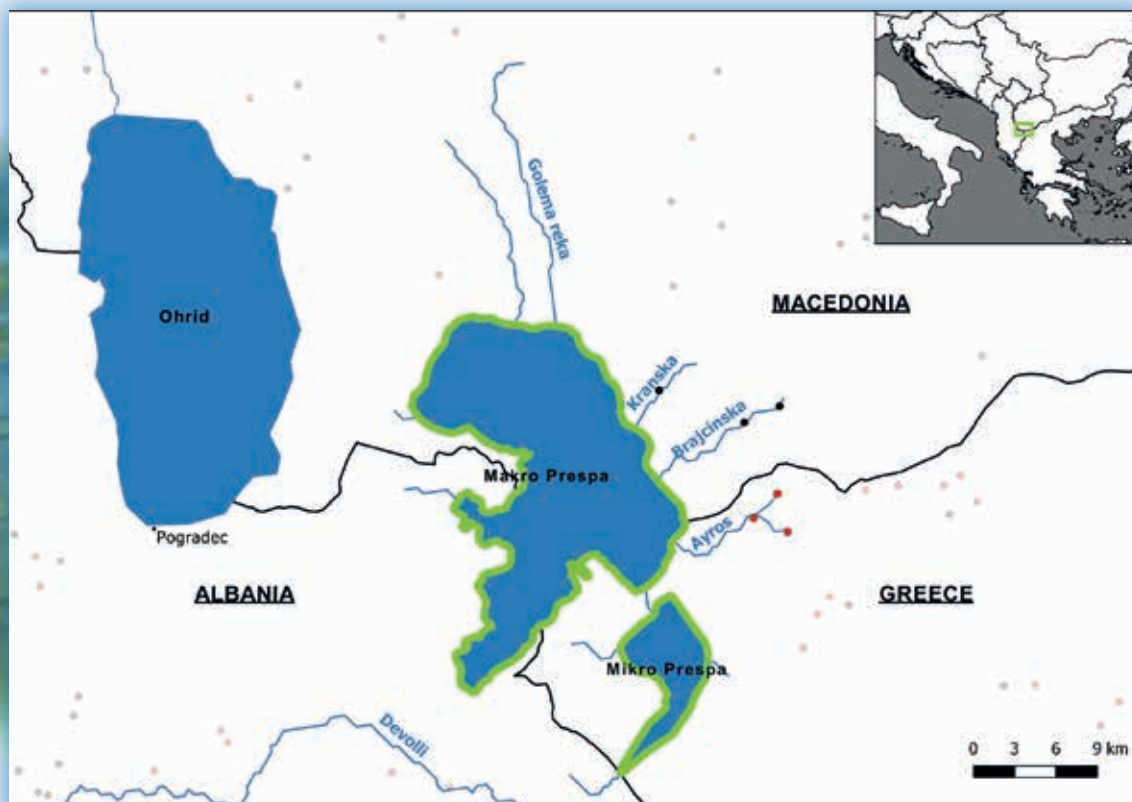 Golema reka
MACEDONIA
Ohrid
Kranska
Brajcinska
Makro Prespa
Ayros
Pogradec
ALBANIA
GREECE
Mikro Prespa
Devolli
0 3 6 9 km